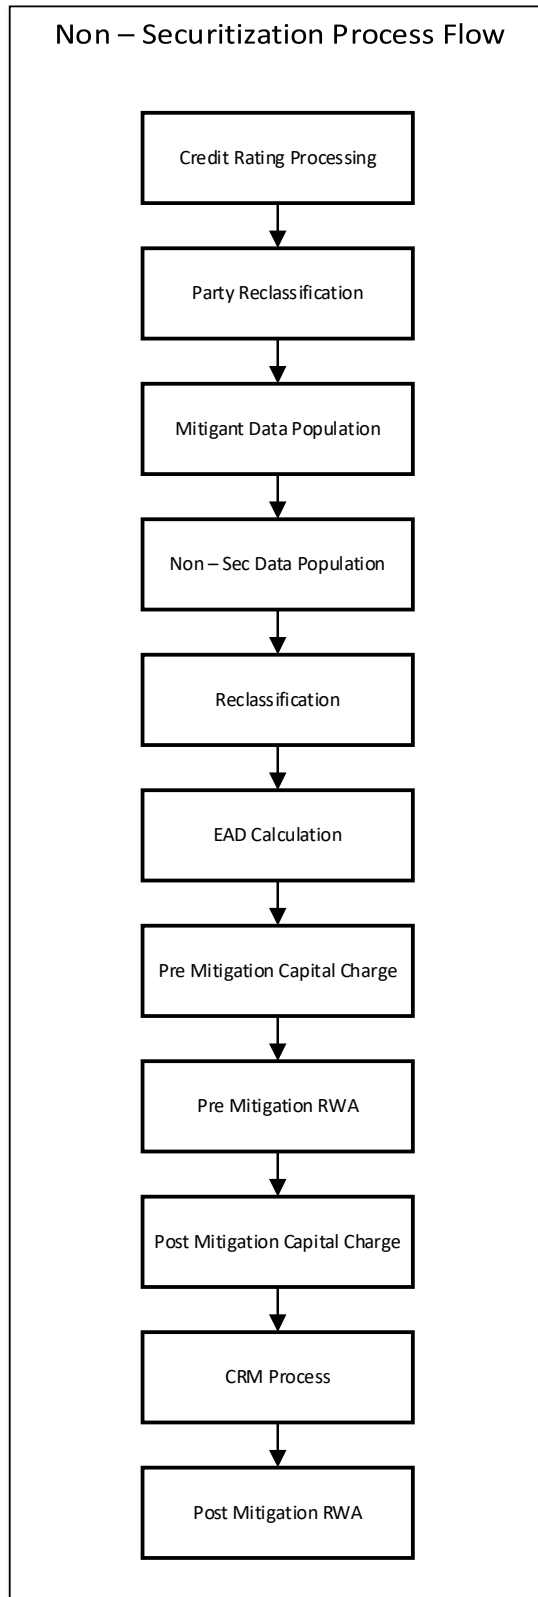 Non – Securitization Process Flow
Credit Rating Processing
Party Reclassification
Mitigant Data Population
Non – Sec Data Population
Reclassification
EAD Calculation
Pre Mitigation Capital Charge
Pre Mitigation RWA
Post Mitigation Capital Charge
CRM Process
Post Mitigation RWA